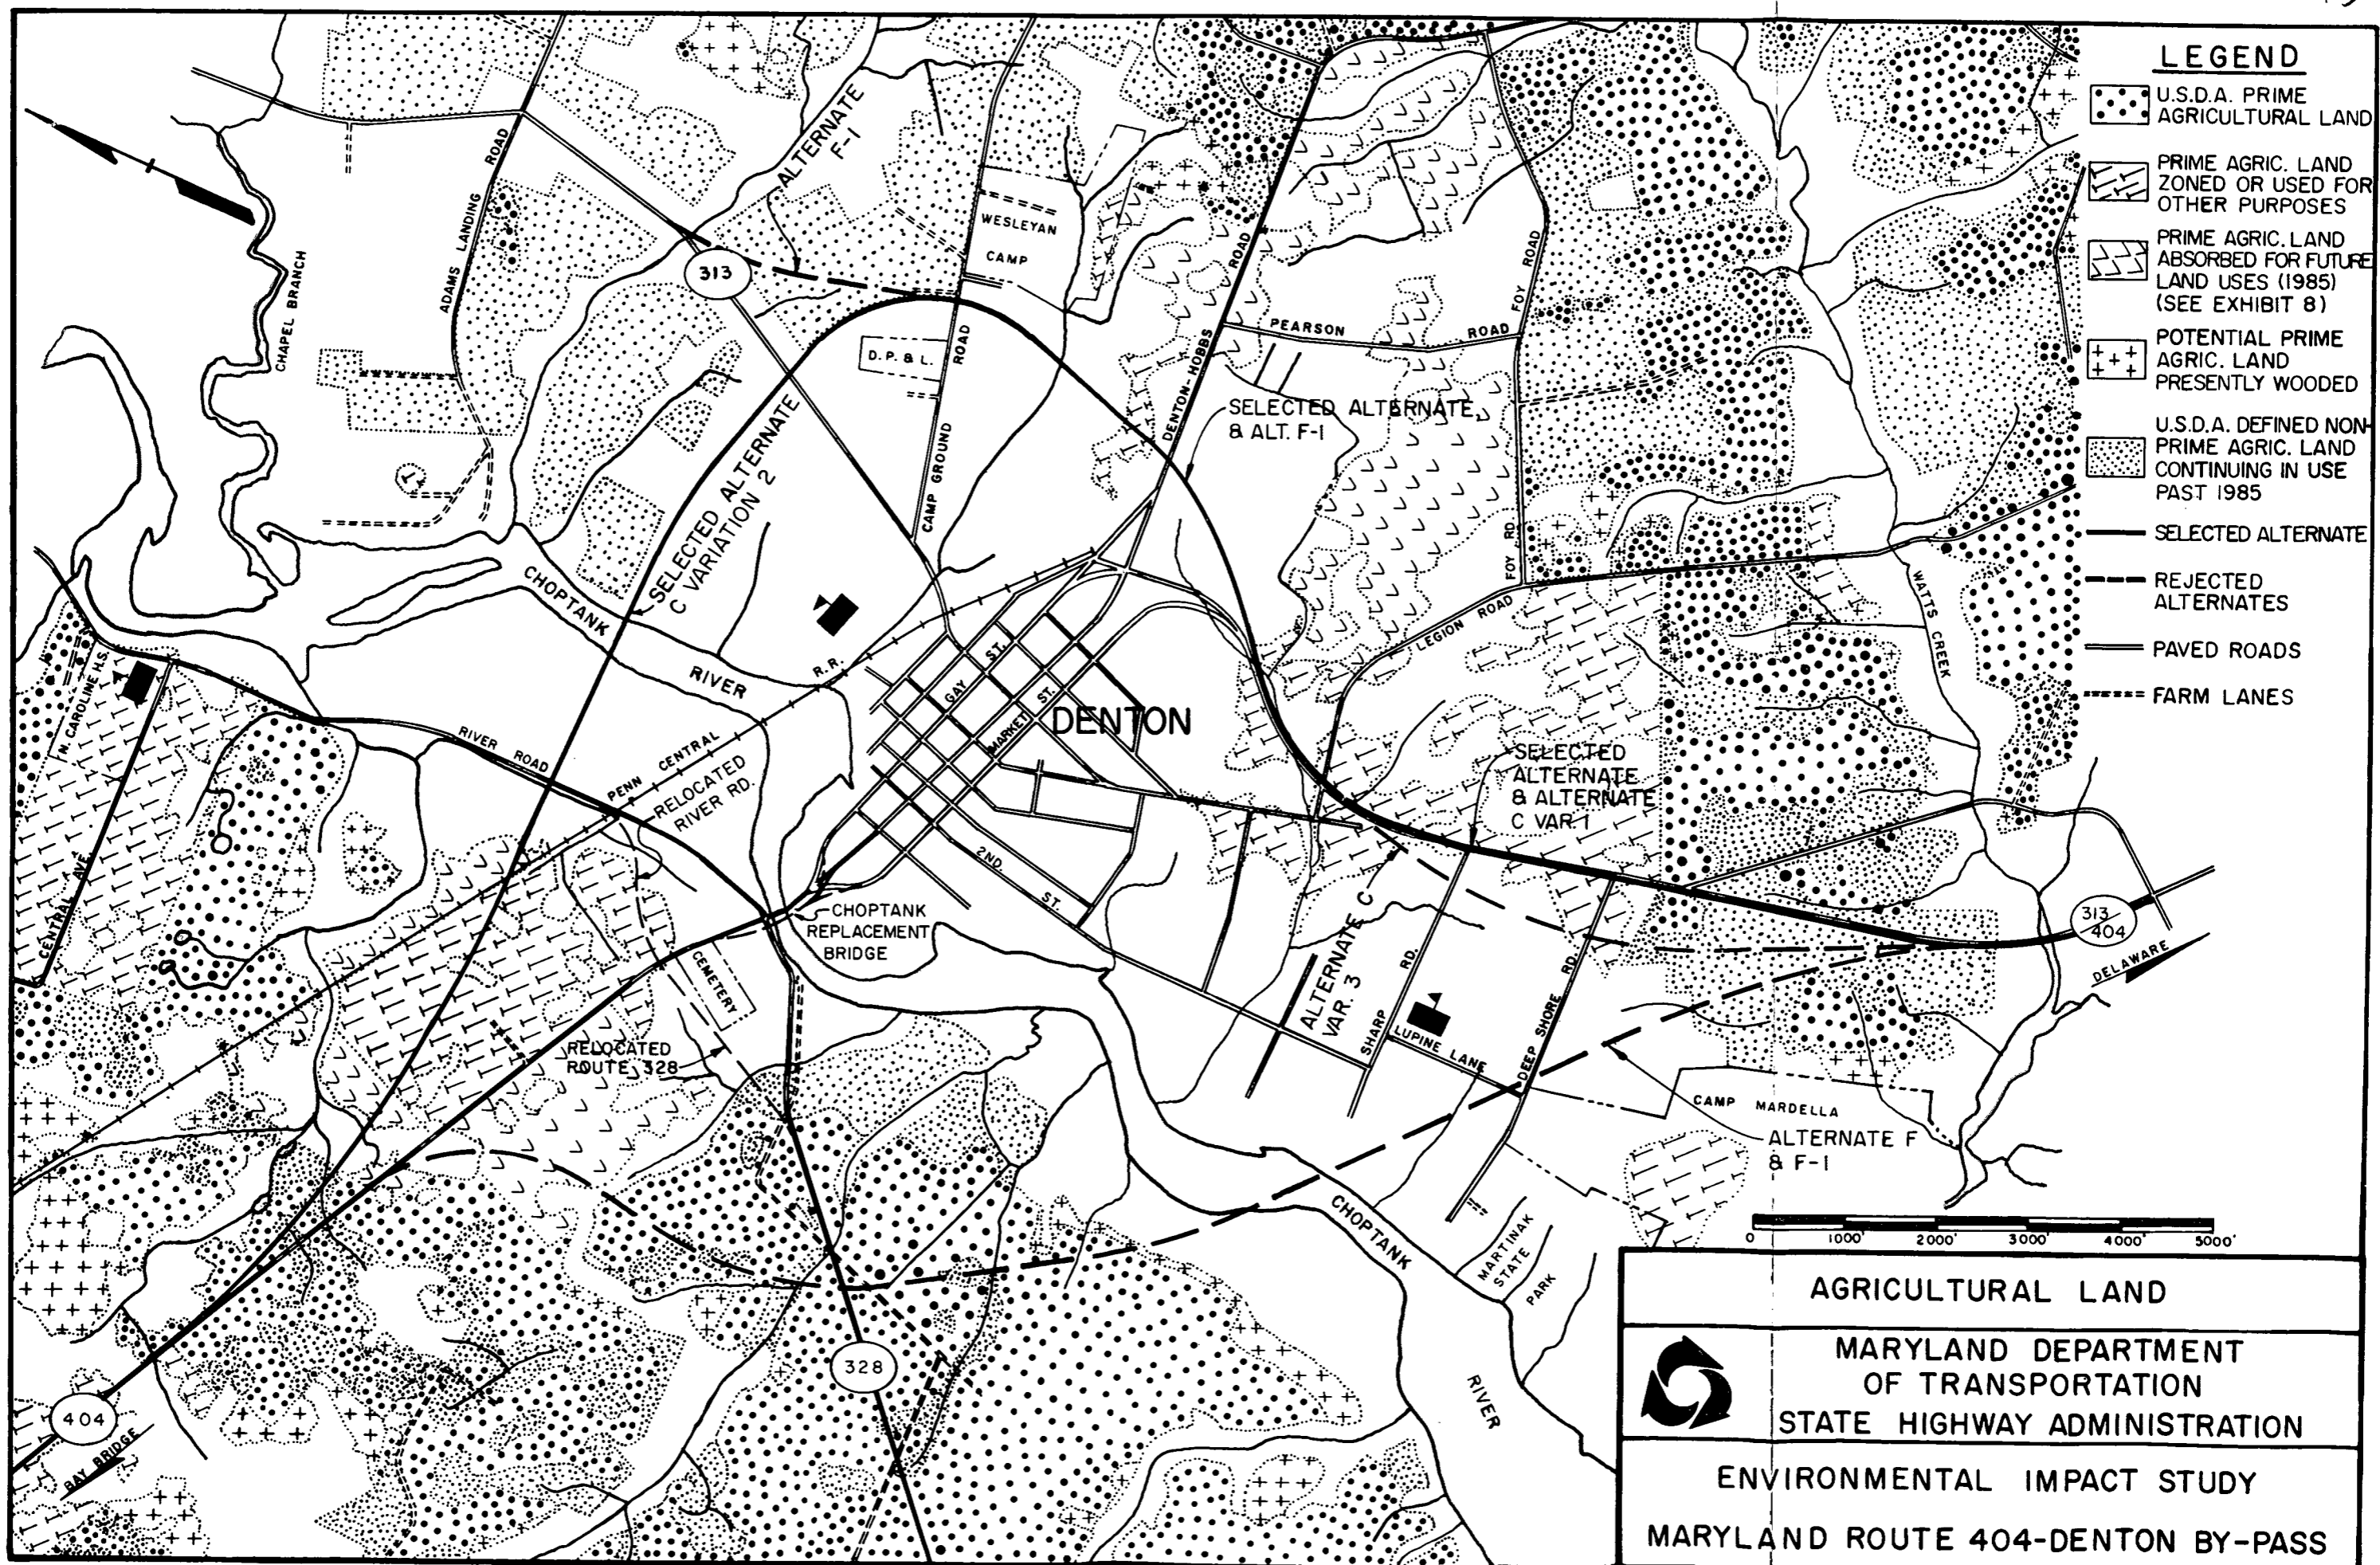 LEGEND
U.S.D.A. PRIME
AGRICULTURAL LAND
PRIME AGRIC. LAND
ZONED OR USED FOR
OTHER PURPOSES
PRIME AGRIC. LAND
ABSORBED FOR FUTURE
LAND USES (1985)
(SEE EXHIBIT 8)
POTENTIAL PRIME
AGRIC. LAND
PRESENTLY WOODED
U.S.D.A. DEFINED NON-
PRIME AGRIC. LAND
CONTINUING IN USE
PAST 1985
SELECTED ALTERNATE
REJECTED
ALTERNATES
PAVED ROADS
FARM LANES
ADAMS LANDING ROAD
CHAPEL BRANCH
ALTERNATE
F-1
313
WESLEYAN
CAMP
D.P. & L.
CAMP GROUND ROAD
DENTON-HOBBS ROAD
PEARSON ROAD
FOY ROAD
FOY RD.
SELECTED ALTERNATE,
& ALT. F-1
SELECTED ALTERNATE
C VARIATION 2
CHOPTANK
RIVER
R.R.
PENN CENTRAL
N. CAROLINE H.S.
CENTRAL AVE.
RIVER ROAD
RELOCATED
RIVER RD.
GAY ST.
MARKET ST.
DENTON
2ND. ST.
LEGION ROAD
WATTS CREEK
SELECTED
ALTERNATE
& ALTERNATE
C VAR. 1
CHOPTANK
REPLACEMENT
BRIDGE
CEMETERY
RELOCATED
ROUTE 328
ALTERNATE C
VAR. 3
SHARP RD.
LUPINE LANE
DEEP SHORE RD.
313
404
DELAWARE
CAMP MARDELLA
ALTERNATE F
& F-1
CHOPTANK
RIVER
MARTINAK
STATE
PARK
328
404
BAY BRIDGE
0 1000' 2000' 3000' 4000' 5000'
AGRICULTURAL LAND
MARYLAND DEPARTMENT
OF TRANSPORTATION
STATE HIGHWAY ADMINISTRATION
ENVIRONMENTAL IMPACT STUDY
MARYLAND ROUTE 404-DENTON BY-PASS